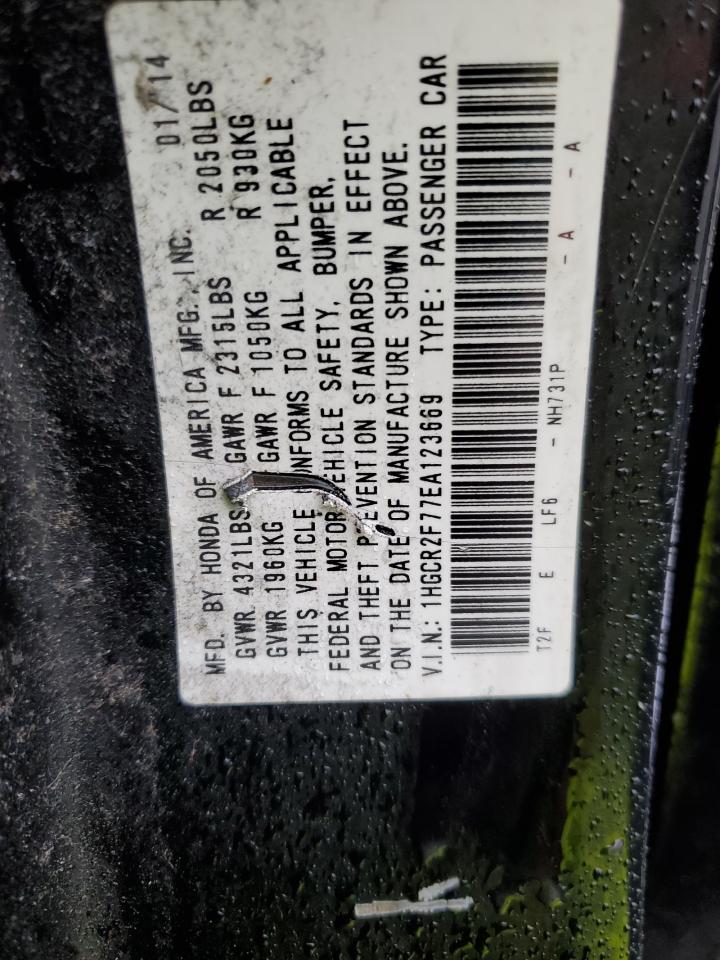 MFD. BY HONDA OF AMERICA MFG., INC. 01/14
GVWR 4321LBS GAWR F 2315LBS R 2050LBS
GVWR 1960KG GAWR F 1050KG R 930KG
THIS VEHICLE CONFORMS TO ALL APPLICABLE
FEDERAL MOTOR VEHICLE SAFETY, BUMPER,
AND THEFT PREVENTION STANDARDS IN EFFECT
ON THE DATE OF MANUFACTURE SHOWN ABOVE.
V.I.N.: 1HGCR2F77EA123669 TYPE: PASSENGER CAR
T2F E LF6 - NH731P - A - A